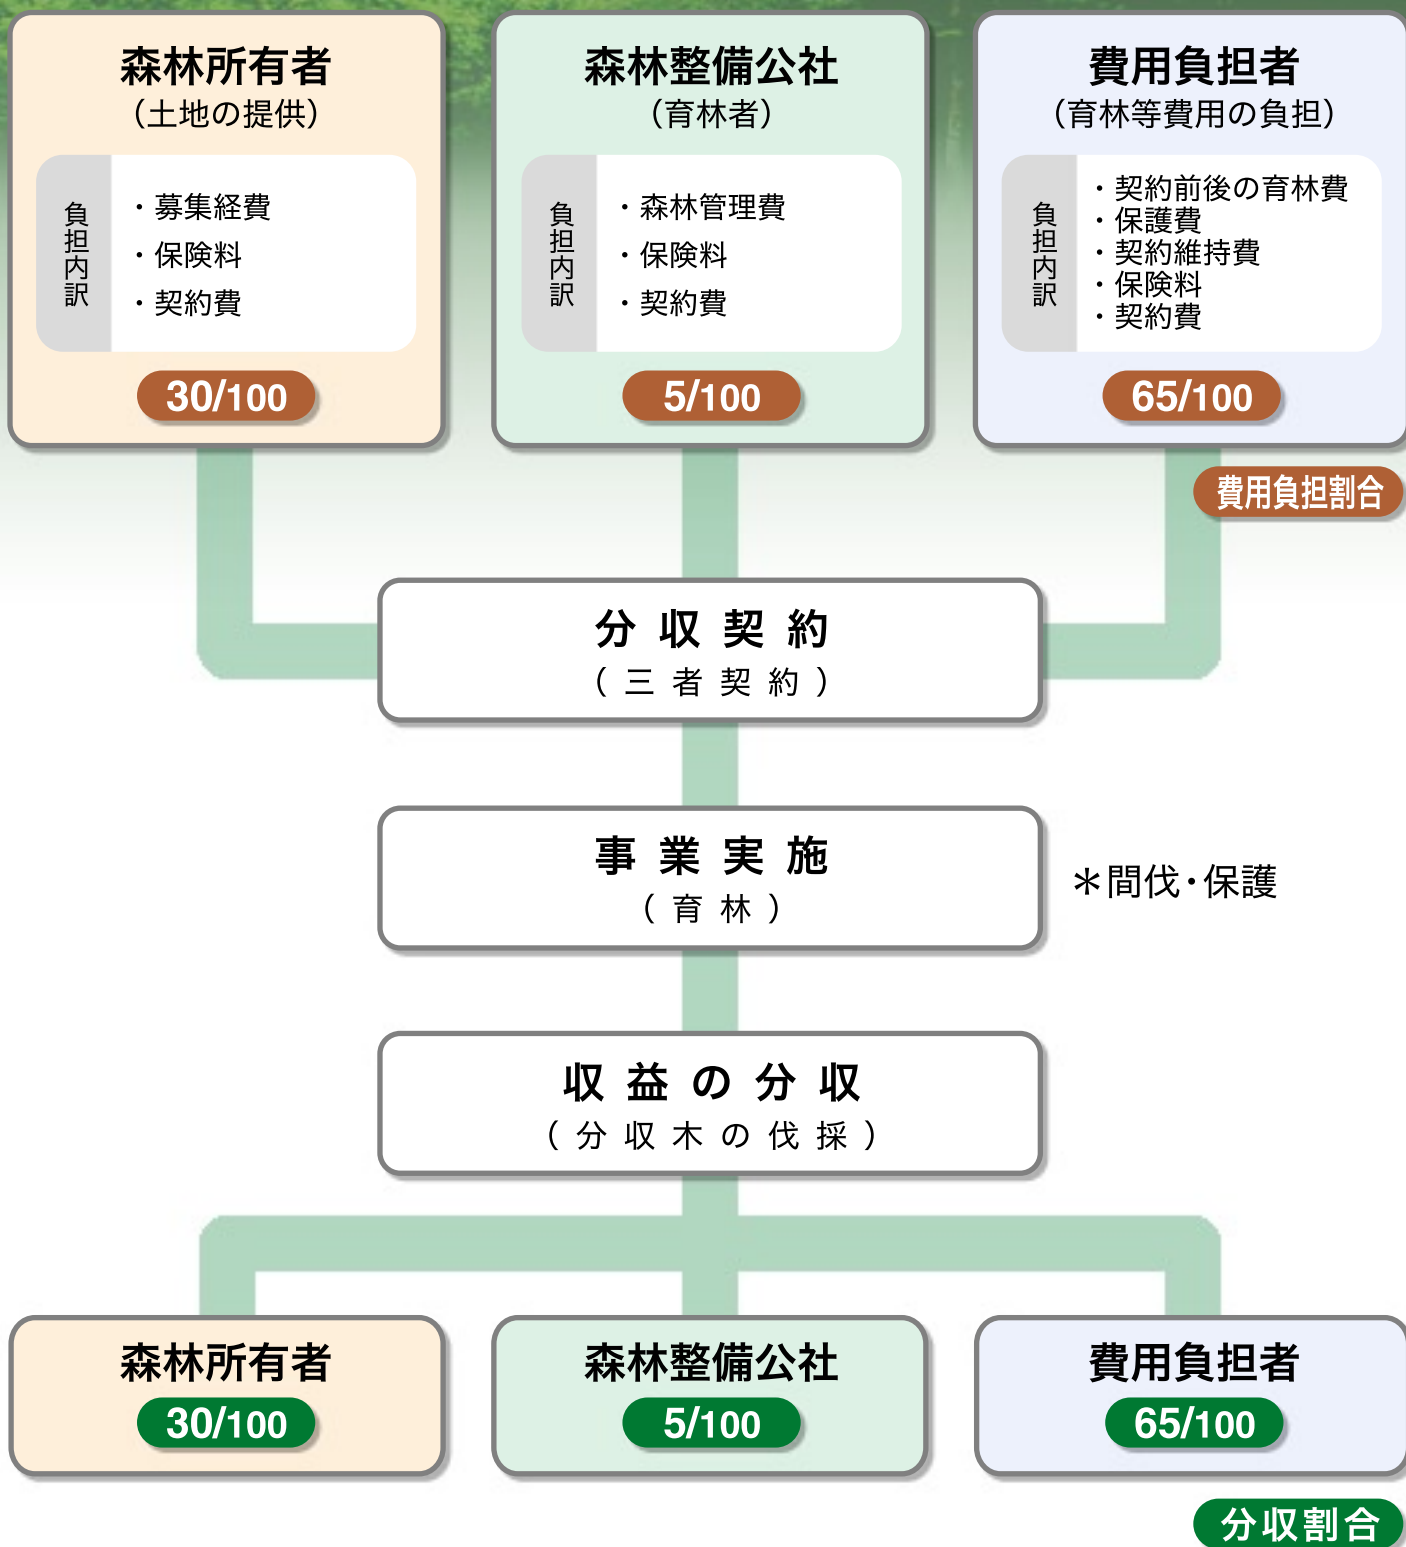 森林所有者
（土地の提供）
負担内訳
・募集経費
・保険料
・契約費
30/100
森林整備公社
（育林者）
負担内訳
・森林管理費
・保険料
・契約費
5/100
費用負担者
（育林等費用の負担）
負担内訳
・契約前後の育林費
・保護費
・契約維持費
・保険料
・契約費
65/100
費用負担割合
分収契約
（三者契約）
事業実施
（育林）
＊間伐・保護
収益の分収
（分収木の伐採）
森林所有者
30/100
森林整備公社
5/100
費用負担者
65/100
分収割合